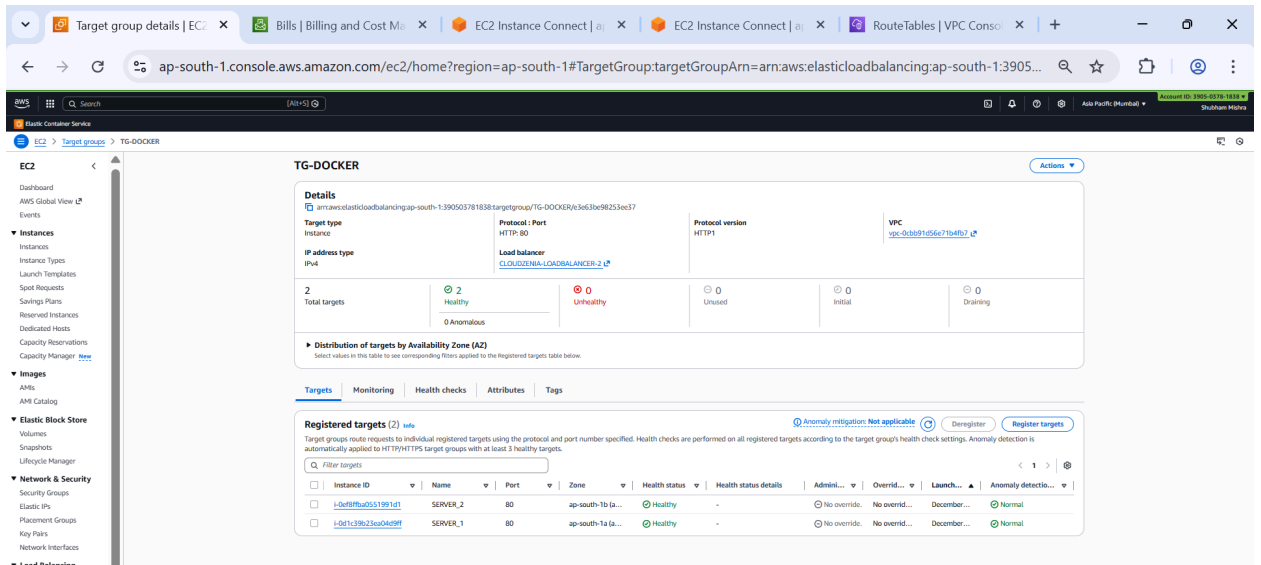 Target group details | EC2
Bills | Billing and Cost Ma
EC2 Instance Connect | ap
EC2 Instance Connect | ap
RouteTables | VPC Conso
ap-south-1.console.aws.amazon.com/ec2/home?region=ap-south-1#TargetGroup:targetGroupArn=arn:aws:elasticloadbalancing:ap-south-1:3905...
aws
Search
[Alt+S]
Asia Pacific (Mumbai)
Account ID: 3905-0378-1838
Shubham Mishra
Elastic Container Service
EC2 > Target groups > TG-DOCKER
EC2
Dashboard
AWS Global View
Events
Instances
Instances
Instance Types
Launch Templates
Spot Requests
Savings Plans
Reserved Instances
Dedicated Hosts
Capacity Reservations
Capacity Manager New
Images
AMIs
AMI Catalog
Elastic Block Store
Volumes
Snapshots
Lifecycle Manager
Network & Security
Security Groups
Elastic IPs
Placement Groups
Key Pairs
Network Interfaces
Load Balancing
TG-DOCKER
Actions
Details
arn:aws:elasticloadbalancing:ap-south-1:390503781838:targetgroup/TG-DOCKER/e3e63be98253ee37
Target type
Instance
Protocol : Port
HTTP: 80
Protocol version
HTTP1
VPC
vpc-0cbb91d56e71b4fb7
IP address type
IPv4
Load balancer
CLOUDZENIA-LOADBALANCER-2
2
Total targets
2
Healthy
0 Anomalous
0
Unhealthy
0
Unused
0
Initial
0
Draining
Distribution of targets by Availability Zone (AZ)
Select values in this table to see corresponding filters applied to the Registered targets table below.
Targets
Monitoring
Health checks
Attributes
Tags
Registered targets (2) Info
Anomaly mitigation: Not applicable
Deregister
Register targets
Target groups route requests to individual registered targets using the protocol and port number specified. Health checks are performed on all registered targets according to the target group's health check settings. Anomaly detection is
automatically applied to HTTP/HTTPS target groups with at least 3 healthy targets.
Filter targets
1
Instance ID Name Port Zone Health status Health status details Admini... Overrid... Launch... Anomaly detectio...
i-0ef8ffba0551991d1 SERVER_2 80 ap-south-1b (a... Healthy - No override. No overrid... December... Normal
i-0d1c39b23ea04d9ff SERVER_1 80 ap-south-1a (a... Healthy - No override. No overrid... December... Normal